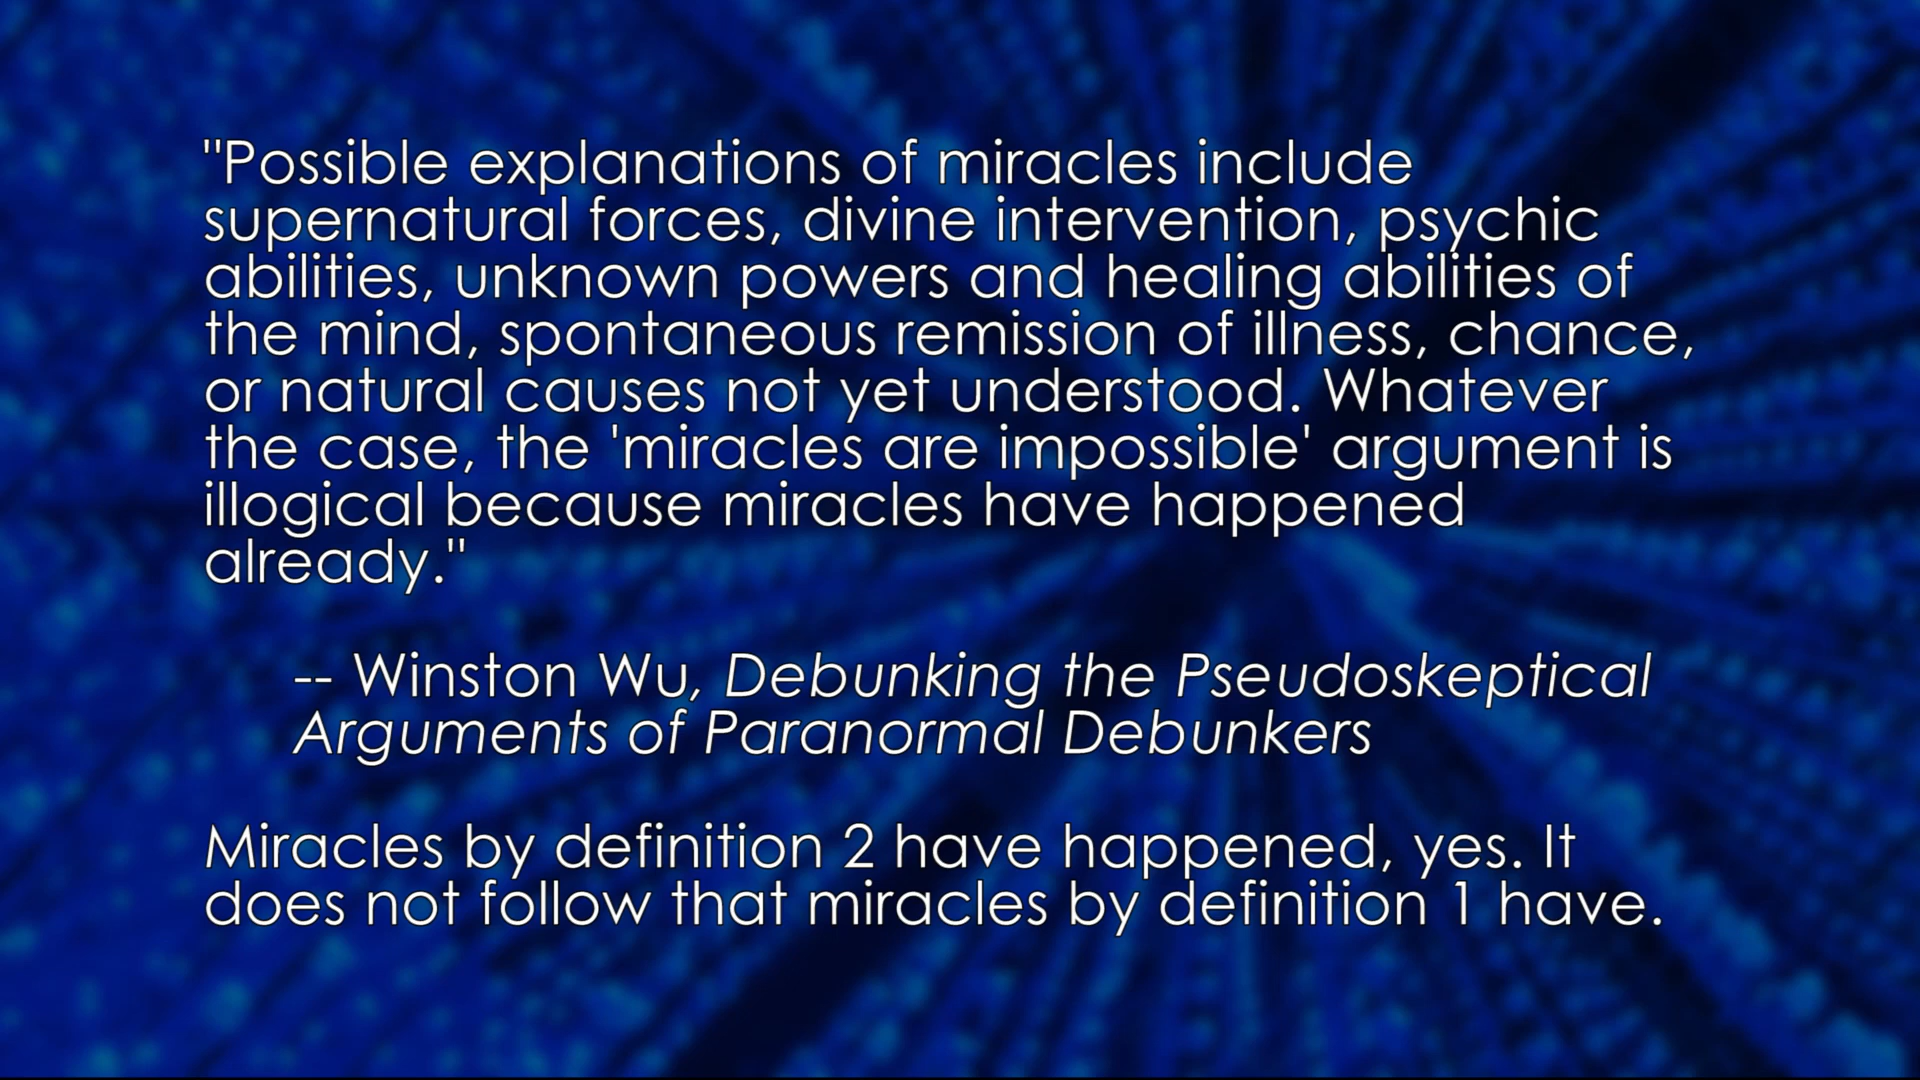 "Possible explanations of miracles include
supernatural forces, divine intervention, psychic
abilities, unknown powers and healing abilities of
the mind, spontaneous remission of illness, chance,
or natural causes not yet understood. Whatever
the case, the 'miracles are impossible' argument is
illogical because miracles have happened
already."
-- Winston Wu, Debunking the Pseudoskeptical
Arguments of Paranormal Debunkers
Miracles by definition 2 have happened, yes. It
does not follow that miracles by definition 1 have.